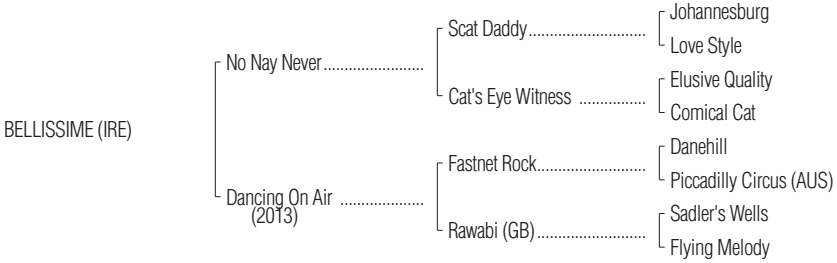 Johannesburg
Scat Daddy...........................
Love Style
No Nay Never........................
Elusive Quality
Cat's Eye Witness ................
Comical Cat
BELLISSIME (IRE)
Danehill
Fastnet Rock.........................
Piccadilly Circus (AUS)
Dancing On Air ....................
(2013)
Sadler's Wells
Rawabi (GB).........................
Flying Melody